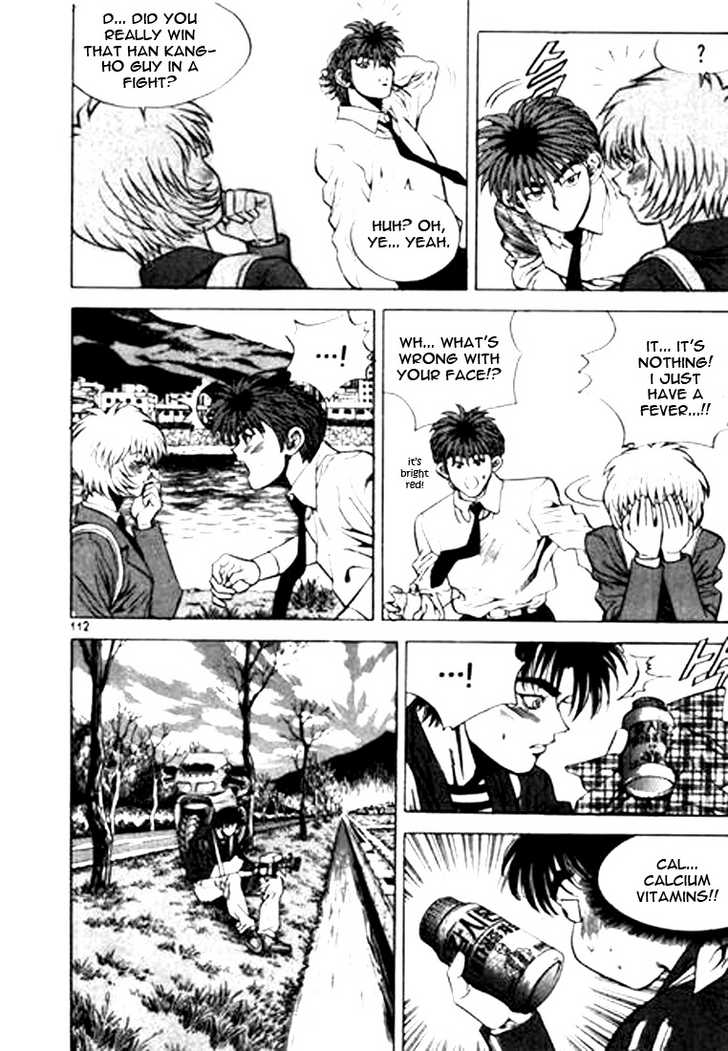 D... DID YOU
REALLY WIN
THAT HAN KANG-
HO GUY IN A
FIGHT?
HUH? OH,
YE... YEAH.
?
...!
WH... WHAT'S
WRONG WITH
YOUR FACE!?
it's
bright
red!
IT... IT'S
NOTHING!
I JUST
HAVE A
FEVER...!!
112
...!
CAL...
CALCIUM
VITAMINS!!